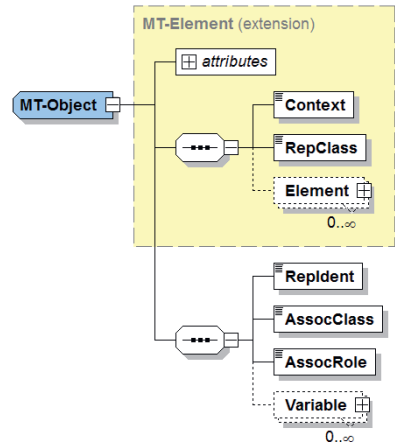 MT-Element (extension)
attributes
MT-Object
Context
RepClass
Element
0..∞
RepIdent
AssocClass
AssocRole
Variable
0..∞